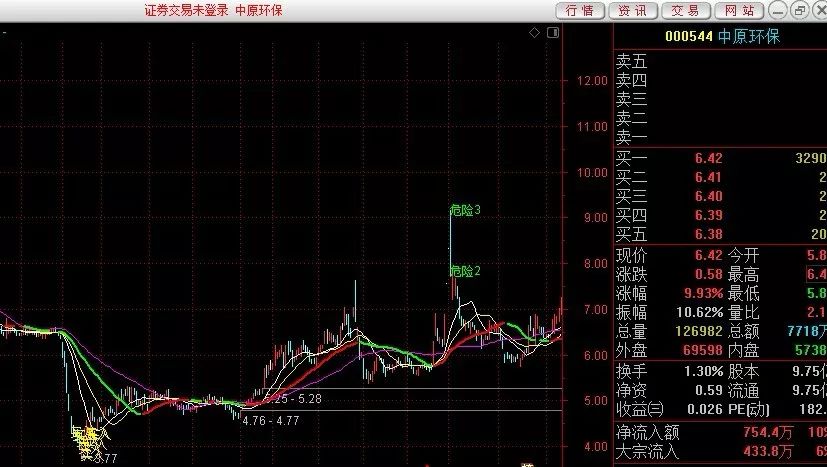 证券交易未登录 中原环保
行情 资讯 交易 网站
000544 中原环保
卖五
卖四
卖三
卖二
卖一
买一 6.42 3290
买二 6.41 2
买三 6.40 2
买四 6.39 2
买五 6.38 20
现价 6.42 今开 5.8
涨跌 0.58 最高 6.4
涨幅 9.93% 最低 5.8
振幅 10.62% 量比 2.1
总量 126982 总额 7718万
外盘 69598 内盘 5738
换手 1.30% 股本 9.75亿
净资 0.59 流通 9.75亿
收益㈢ 0.026 PE(动) 182.
净流入额 754.4万 10%
大宗流入 433.8万 6%
12.00
11.00
10.00
9.00
8.00
7.00
6.00
5.00
4.00
危险3
危险2
5.25 - 5.28
4.76 - 4.77
3.77